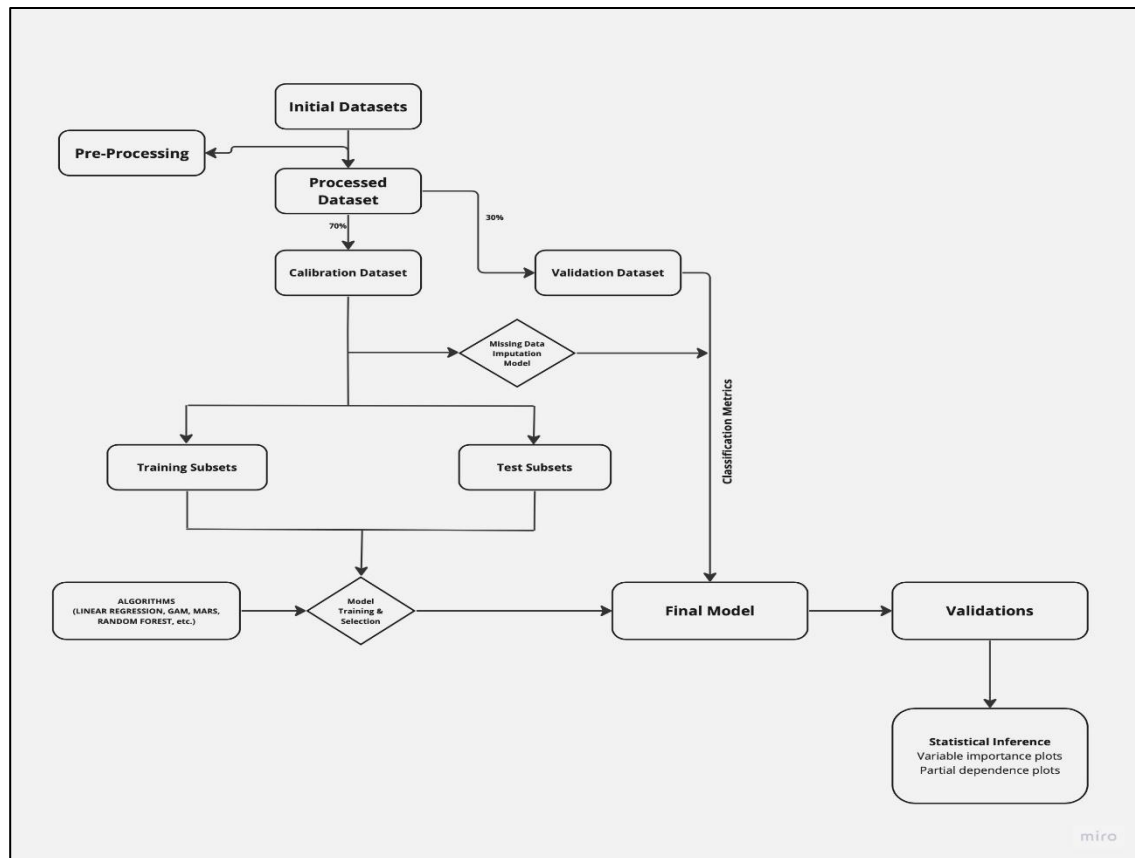 Initial Datasets
Pre-Processing
Processed
Dataset
70%
30%
Calibration Dataset
Validation Dataset
Missing Data
Imputation
Model
Classification Metrics
Training Subsets
Test Subsets
ALGORITHMS
(LINEAR REGRESSION, GAM, MARS,
RANDOM FOREST, etc.)
Model
Training &
Selection
Final Model
Validations
Statistical Inference
Variable importance plots
Partial dependence plots
miro